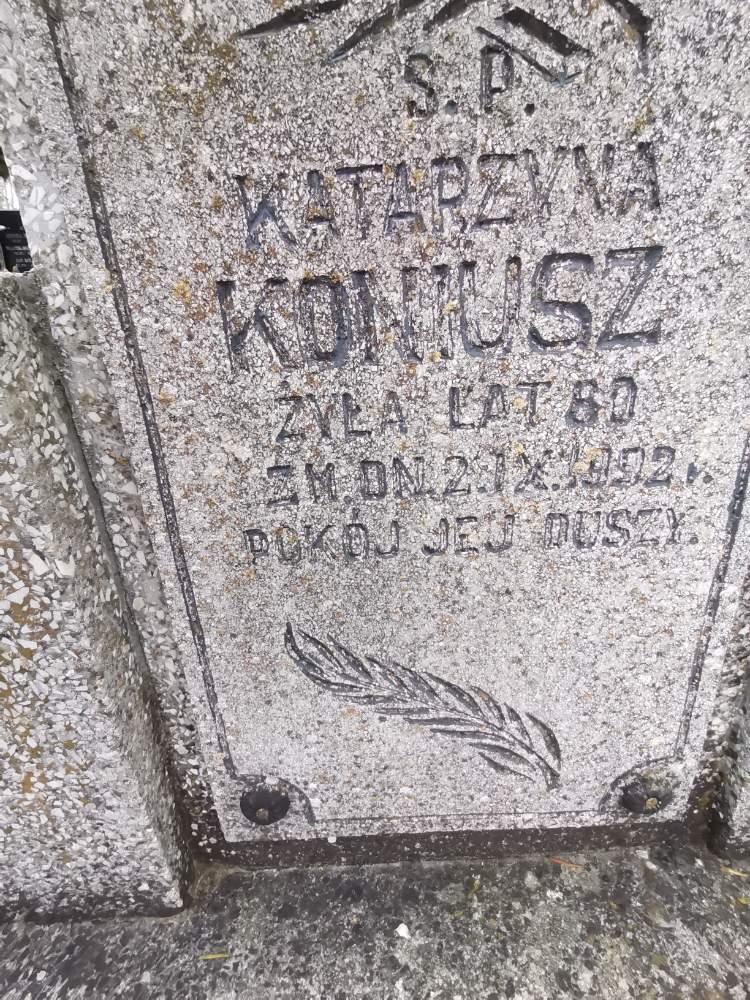 Ś.P.
KATARZYNA
KONIUSZ
ŻYŁA LAT 80
ZM. DN. 2.IX.1992 r.
POKÓJ JEJ DUSZY.